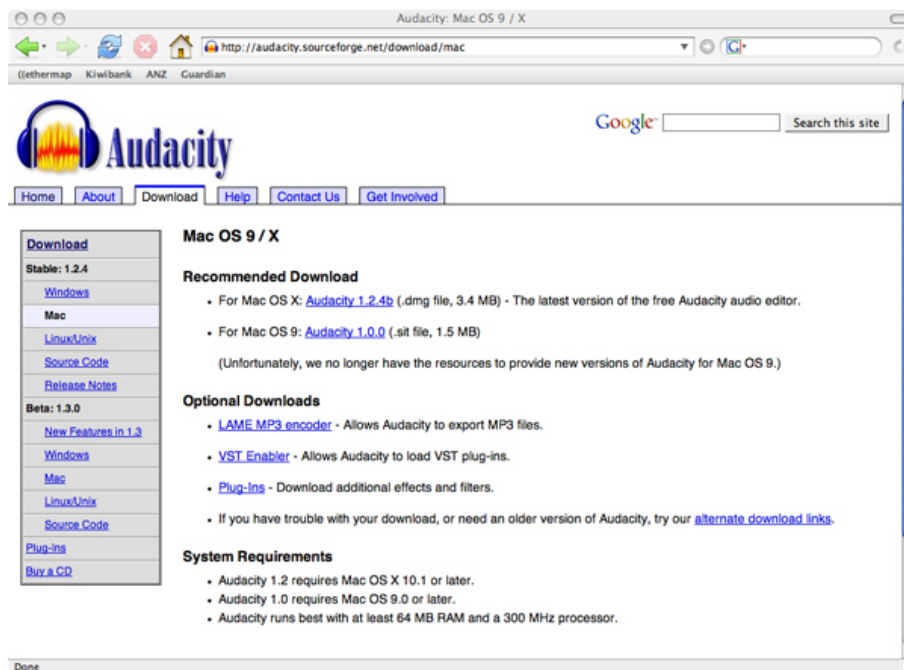 Audacity: Mac OS 9 / X
http://audacity.sourceforge.net/download/mac
G
((ethermap Kiwibank ANZ Guardian
Audacity
Google Search this site
Home About Download Help Contact Us Get Involved
Download
Stable: 1.2.4
Windows
Mac
Linux/Unix
Source Code
Release Notes
Beta: 1.3.0
New Features in 1.3
Windows
Mac
Linux/Unix
Source Code
Plug-Ins
Buy a CD
Mac OS 9 / X
Recommended Download
• For Mac OS X: Audacity 1.2.4b (.dmg file, 3.4 MB) - The latest version of the free Audacity audio editor.
• For Mac OS 9: Audacity 1.0.0 (.sit file, 1.5 MB)
(Unfortunately, we no longer have the resources to provide new versions of Audacity for Mac OS 9.)
Optional Downloads
• LAME MP3 encoder - Allows Audacity to export MP3 files.
• VST Enabler - Allows Audacity to load VST plug-ins.
• Plug-Ins - Download additional effects and filters.
• If you have trouble with your download, or need an older version of Audacity, try our alternate download links.
System Requirements
• Audacity 1.2 requires Mac OS X 10.1 or later.
• Audacity 1.0 requires Mac OS 9.0 or later.
• Audacity runs best with at least 64 MB RAM and a 300 MHz processor.
Done